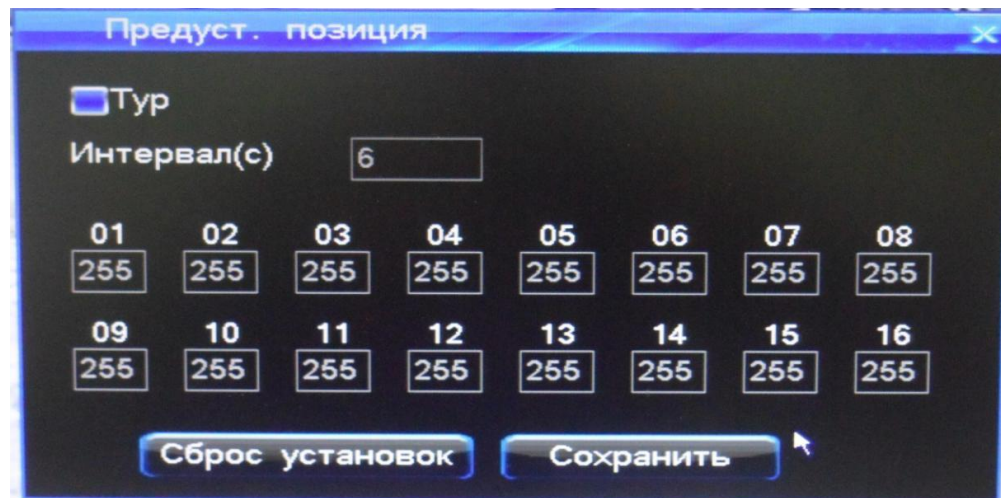 Предуст. позиция
Тур
Интервал(с) 6
01 02 03 04 05 06 07 08
255 255 255 255 255 255 255 255
09 10 11 12 13 14 15 16
255 255 255 255 255 255 255 255
Сброс установок Сохранить